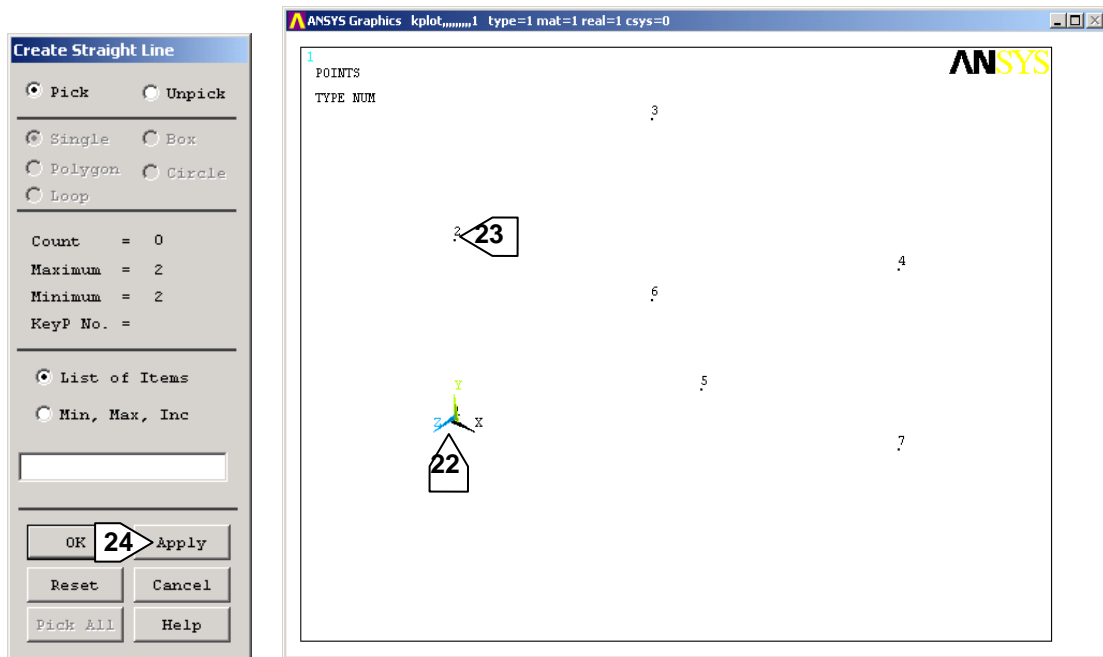 Create Straight Line
Pick Unpick
Single Box
Polygon Circle
Loop
Count = 0
Maximum = 2
Minimum = 2
KeyP No. =
List of Items
Min, Max, Inc
OK 24 Apply
Reset Cancel
Pick All Help
ANSYS Graphics kplot,,,,,,,,,1 type=1 mat=1 real=1 csys=0
1
POINTS
TYPE NUM
ANSYS
3
2
23
4
6
5
Y
Z X
22
7